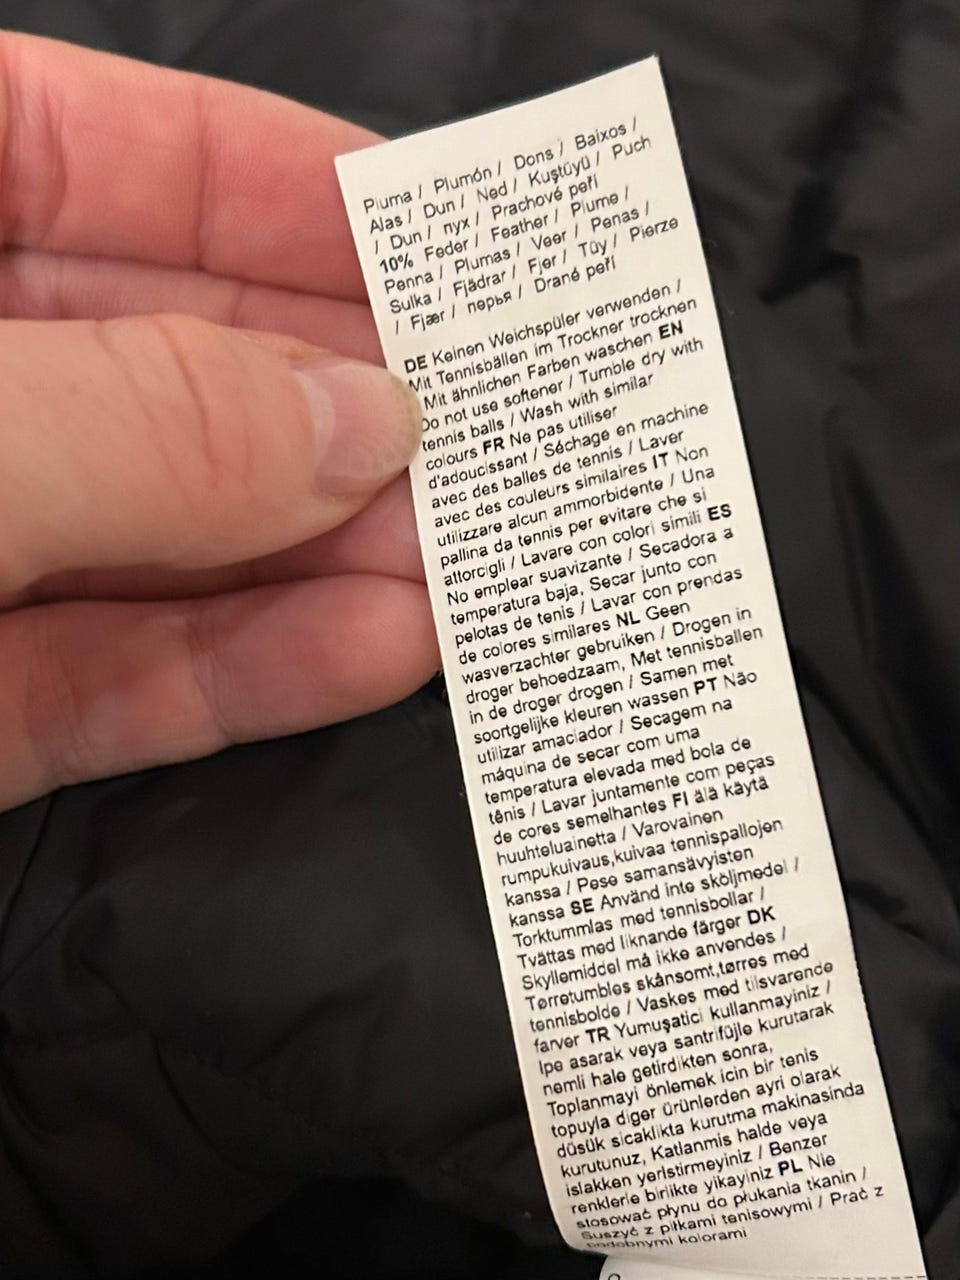 Piuma / Plumón / Dons / Baixos /
Alas / Dun / Ned / Kuştüyü / Puch
/ Dun / пух / Prachové peří
10% Feder / Feather / Plume /
Penna / Plumas / Veer / Penas /
Sulka / Fjädrar / Fjer / Tüy / Pierze
/ Fjær / перья / Drané peří
DE Keinen Weichspüler verwenden /
Mit Tennisbällen im Trockner trocknen
/ Mit ähnlichen Farben waschen EN
Do not use softener / Tumble dry with
tennis balls / Wash with similar
colours FR Ne pas utiliser
d'adoucissant / Séchage en machine
avec des balles de tennis / Laver
avec des couleurs similaires IT Non
utilizzare alcun ammorbidente / Una
pallina da tennis per evitare che si
attorcigli / Lavare con colori simili ES
No emplear suavizante / Secadora a
temperatura baja, Secar junto con
pelotas de tenis / Lavar con prendas
de colores similares NL Geen
wasverzachter gebruiken / Drogen in
droger behoedzaam, Met tennisballen
in de droger drogen / Samen met
soortgelijke kleuren wassen PT Não
utilizar amaciador / Secagem na
máquina de secar com uma
temperatura elevada med bola de
tênis / Lavar juntamente com peças
de cores semelhantes FI älä käytä
huuhteluainetta / Varovainen
rumpukuivaus,kuivaa tennispallojen
kanssa / Pese samansävyisten
kanssa SE Använd inte sköljmedel /
Torktummlas med tennisbollar /
Tvättas med liknande färger DK
Skyllemiddel må ikke anvendes /
Tørretumbles skånsomt,tørres med
tennisbolde / Vaskes med tilsvarende
farver TR Yumuşatici kullanmayiniz /
Ipe asarak veya santrifüjle kurutarak
nemli hale getirdikten sonra,
Toplanmayi önlemek icin bir tenis
topuyla diger ürünlerden ayri olarak
düsük sicaklikta kurutma makinasinda
kurutunuz, Katlanmis halde veya
islakken yerlstirmeyiniz / Benzer
renklerle birlikte yikayiniz PL Nie
stosować płynu do płukania tkanin /
Suszyć z piłkami tenisowymi / Prać z
podobnymi kolorami